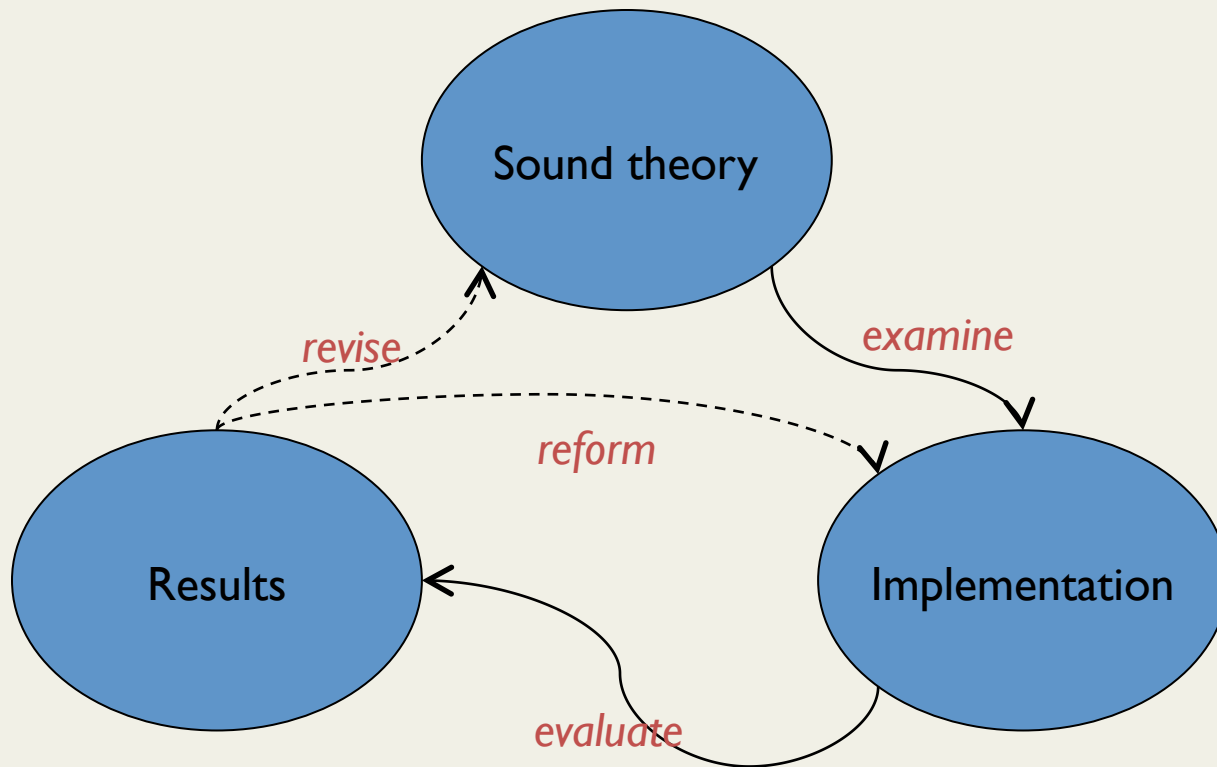 Sound theory
revise
examine
reform
Results
Implementation
evaluate